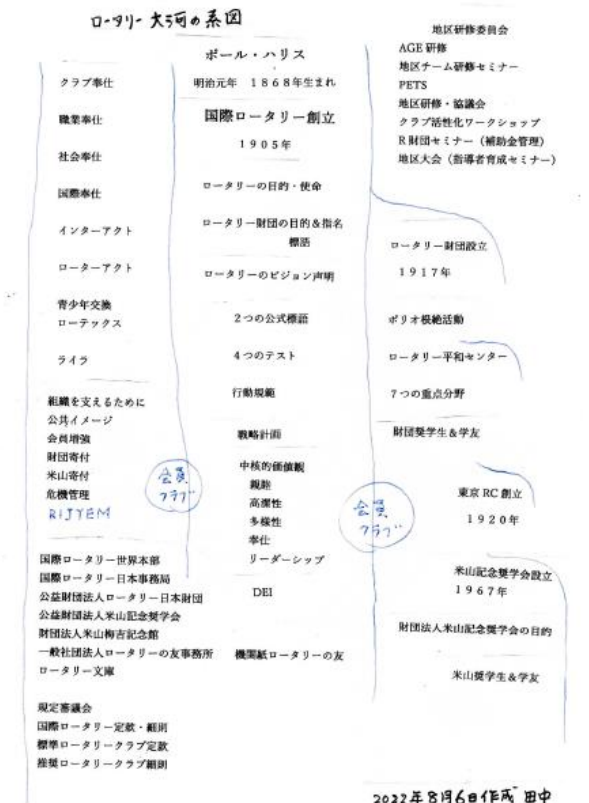 ロータリー 大河の系図
クラブ奉仕
職業奉仕
社会奉仕
国際奉仕
インターアクト
ローターアクト
青少年交換
ローテックス
ライラ
組織を支えるために
公共イメージ
会員増強
財団寄付
米山寄付
危機管理
RIJYEM
会員
クラブ
国際ロータリー世界本部
国際ロータリー日本事務局
公益財団法人ロータリー日本財団
公益財団法人米山記念奨学会
財団法人米山梅吉記念館
一般社団法人ロータリーの友事務所
ロータリー文庫
規定審議会
国際ロータリー定款・細則
標準ロータリークラブ定款
推奨ロータリークラブ細則
ポール・ハリス
明治元年 1868年生まれ
国際ロータリー創立
1905年
ロータリーの目的・使命
ロータリー財団の目的&指名
標語
ロータリーのビジョン声明
2つの公式標語
4つのテスト
行動規範
戦略計画
中核的価値観
親睦
高潔性
多様性
奉仕
リーダーシップ
DEI
機関紙ロータリーの友
地区研修委員会
AGE 研修
地区チーム研修セミナー
PETS
地区研修・協議会
クラブ活性化ワークショップ
R 財団セミナー（補助金管理）
地区大会（指導者育成セミナー）
ロータリー財団設立
1917年
ポリオ根絶活動
ロータリー平和センター
7つの重点分野
財団奨学生&学友
会員
クラブ
東京 RC 創立
1920年
米山記念奨学会設立
1967年
財団法人米山記念奨学会の目的
米山奨学生&学友
2022年8月6日作成 田中